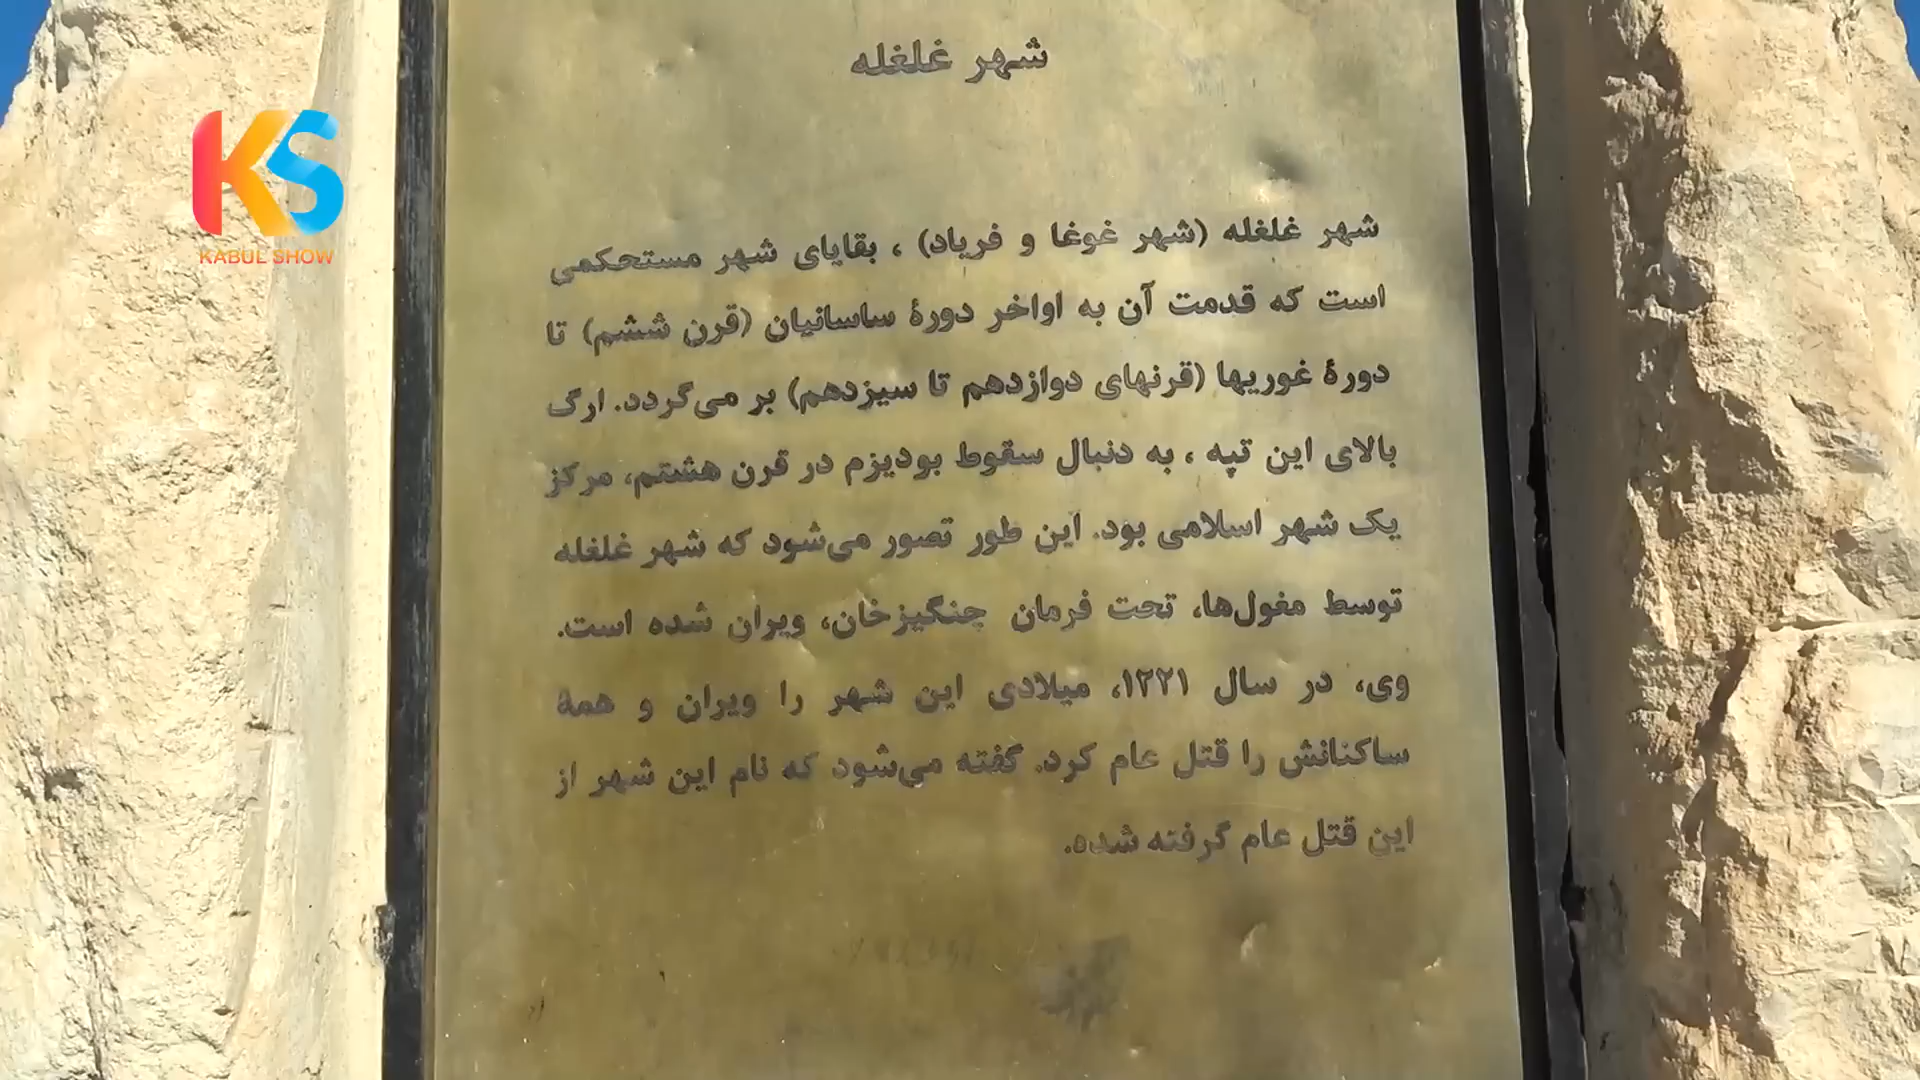 شهر غلغله
KS
KABUL SHOW
شهر غلغله (شهر غوغا و فریاد) ، بقایای شهر مستحکمی
است که قدمت آن به اواخر دورهٔ ساسانیان (قرن ششم) تا
دورهٔ غوریها (قرنهای دوازدهم تا سیزدهم) بر می‌گردد. ارگ
بالای این تپه ، به دنبال سقوط بودیزم در قرن هشتم، مرکز
یک شهر اسلامی بود. این طور تصور می‌شود که شهر غلغله
توسط مغول‌ها، تحت فرمان چنگیزخان، ویران شده است.
وی، در سال ۱۲۲۱، میلادی این شهر را ویران و همهٔ
ساکنانش را قتل عام کرد. گفته می‌شود که نام این شهر از
این قتل عام گرفته شده.